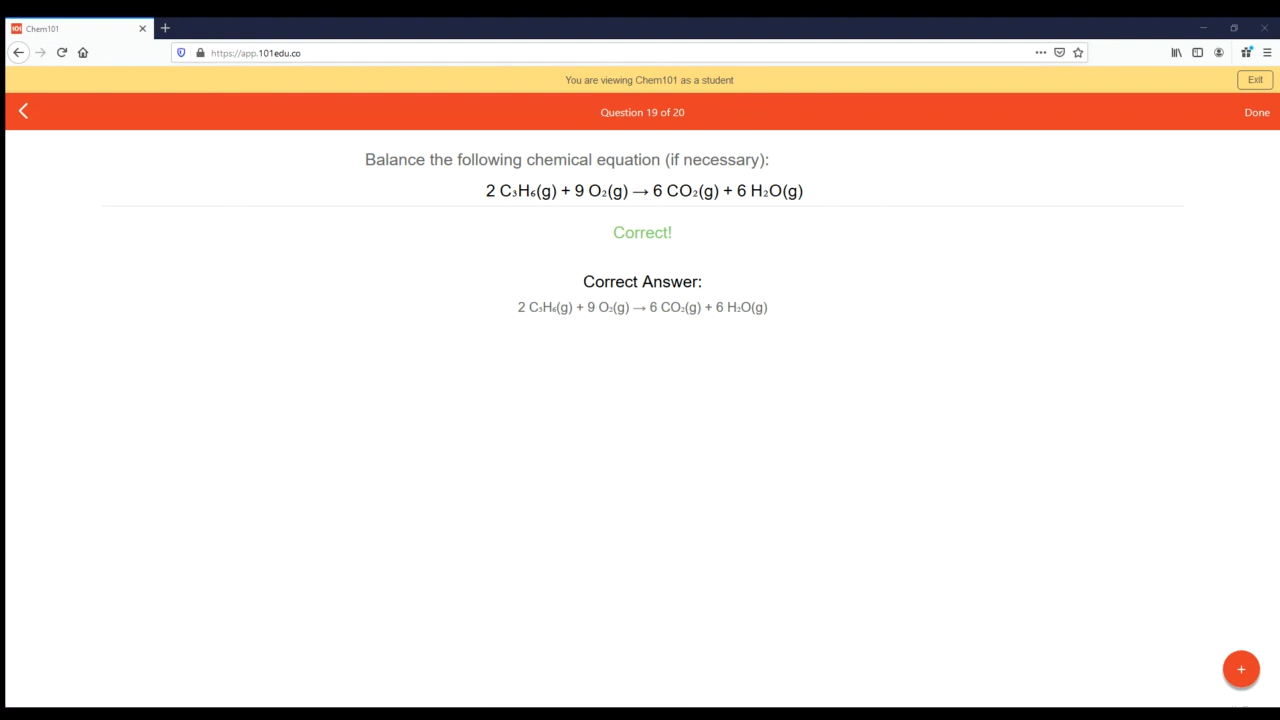 101 Chem101
https://app.101edu.co
You are viewing Chem101 as a student
Exit
Question 19 of 20
Done
Balance the following chemical equation (if necessary):
2 C₃H₆(g) + 9 O₂(g) → 6 CO₂(g) + 6 H₂O(g)
Correct!
Correct Answer:
2 C₃H₆(g) + 9 O₂(g) → 6 CO₂(g) + 6 H₂O(g)